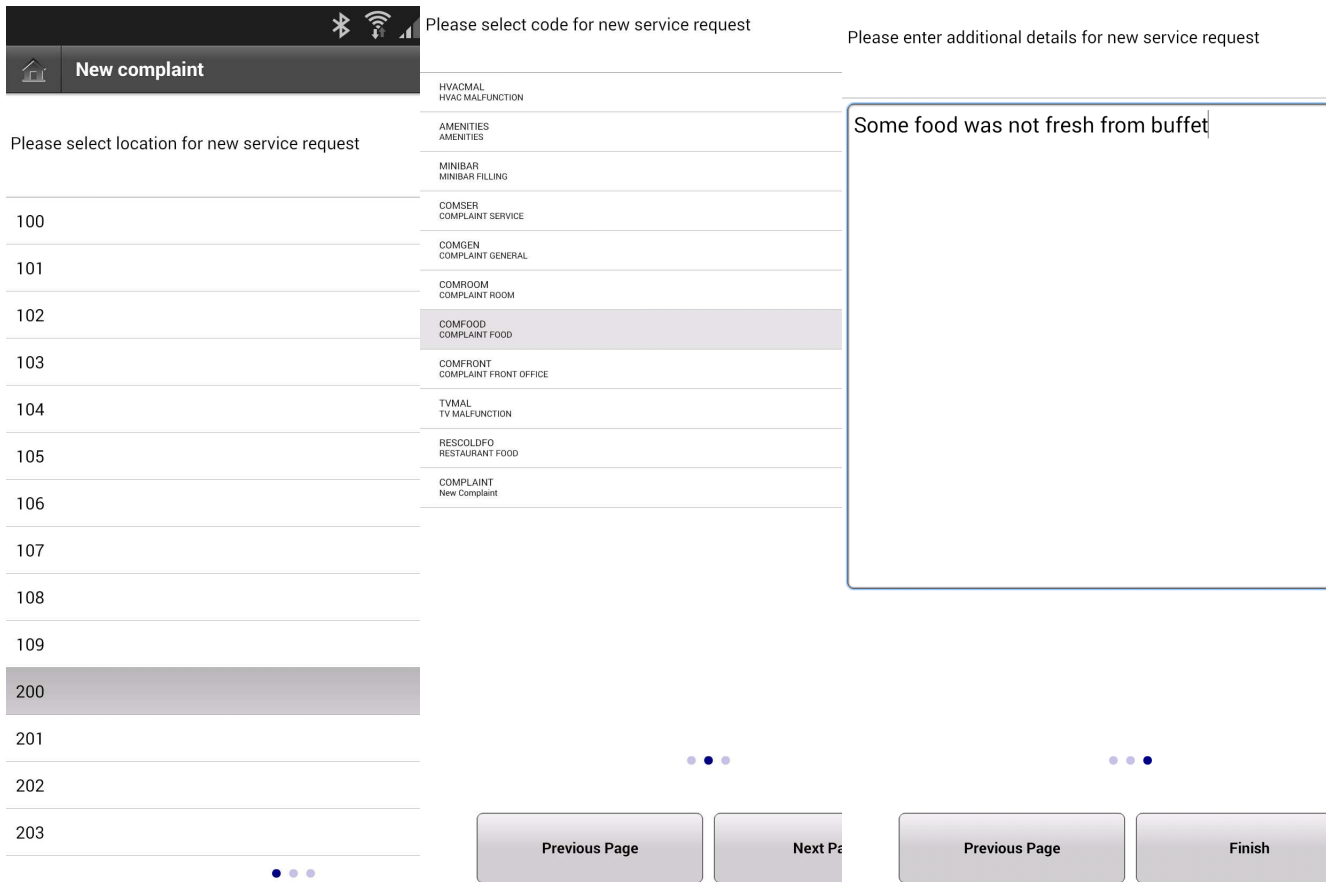 New complaint
Please select location for new service request
100
101
102
103
104
105
106
107
108
109
200
201
202
203
Please select code for new service request
HVACMAL
HVAC MALFUNCTION
AMENITIES
AMENITIES
MINIBAR
MINIBAR FILLING
COMSER
COMPLAINT SERVICE
COMGEN
COMPLAINT GENERAL
COMROOM
COMPLAINT ROOM
COMFOOD
COMPLAINT FOOD
COMFRONT
COMPLAINT FRONT OFFICE
TVMAL
TV MALFUNCTION
RESCOLDFO
RESTAURANT FOOD
COMPLAINT
New Complaint
Previous Page
Next Pa
Please enter additional details for new service request
Some food was not fresh from buffet
Previous Page
Finish